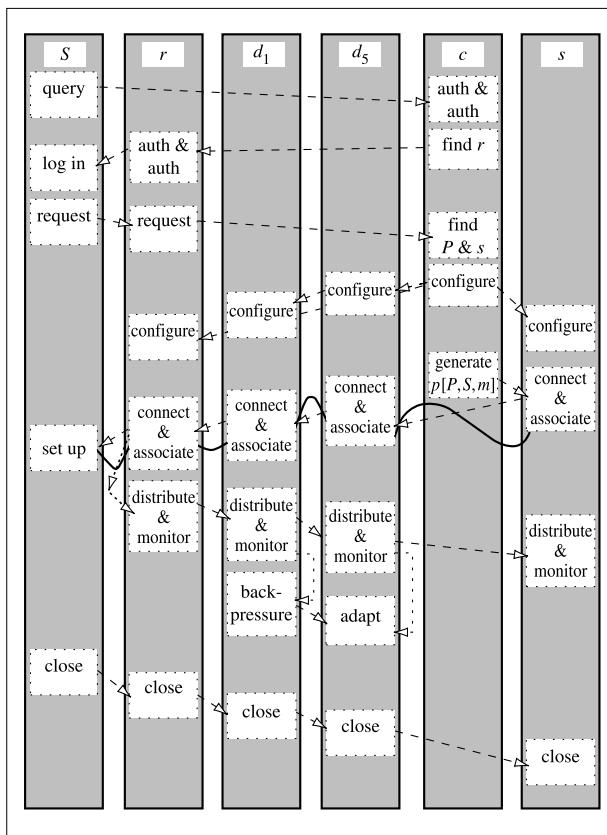 S r d1 d5 c s
query
auth &
auth
log in
auth &
auth
find r
request
request
find
P & s
configure
configure
configure
configure
configure
generate
p[P, S, m]
connect
&
associate
connect
&
associate
connect
&
associate
connect
&
associate
set up
distribute
&
monitor
distribute
&
monitor
distribute
&
monitor
distribute
&
monitor
back-
pressure
adapt
close
close
close
close
close